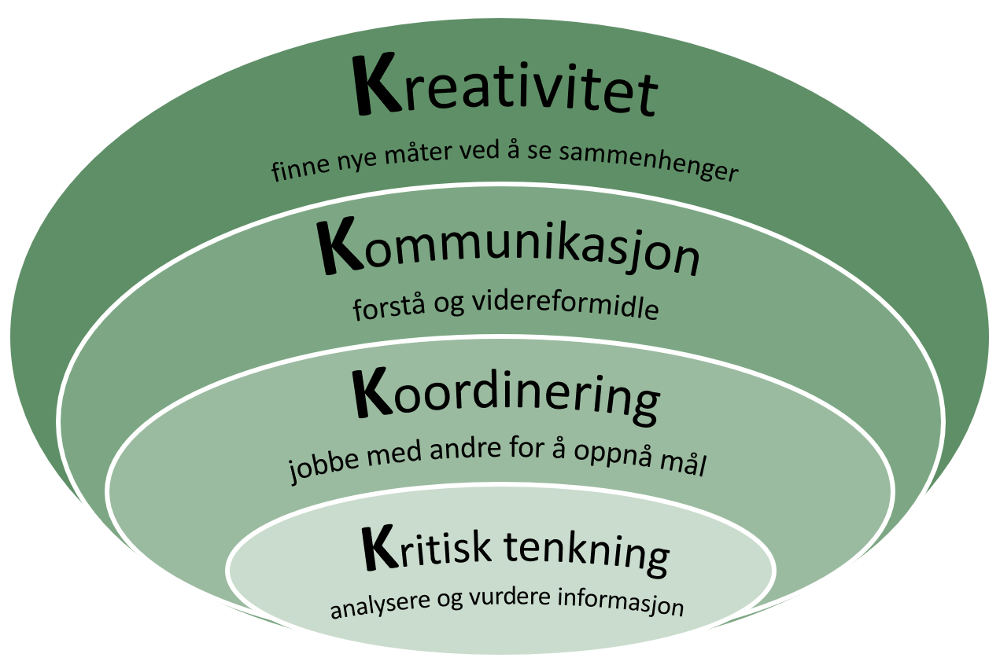 Kreativitet
finne nye måter ved å se sammenhenger
Kommunikasjon
forstå og videreformidle
Koordinering
jobbe med andre for å oppnå mål
Kritisk tenkning
analysere og vurdere informasjon